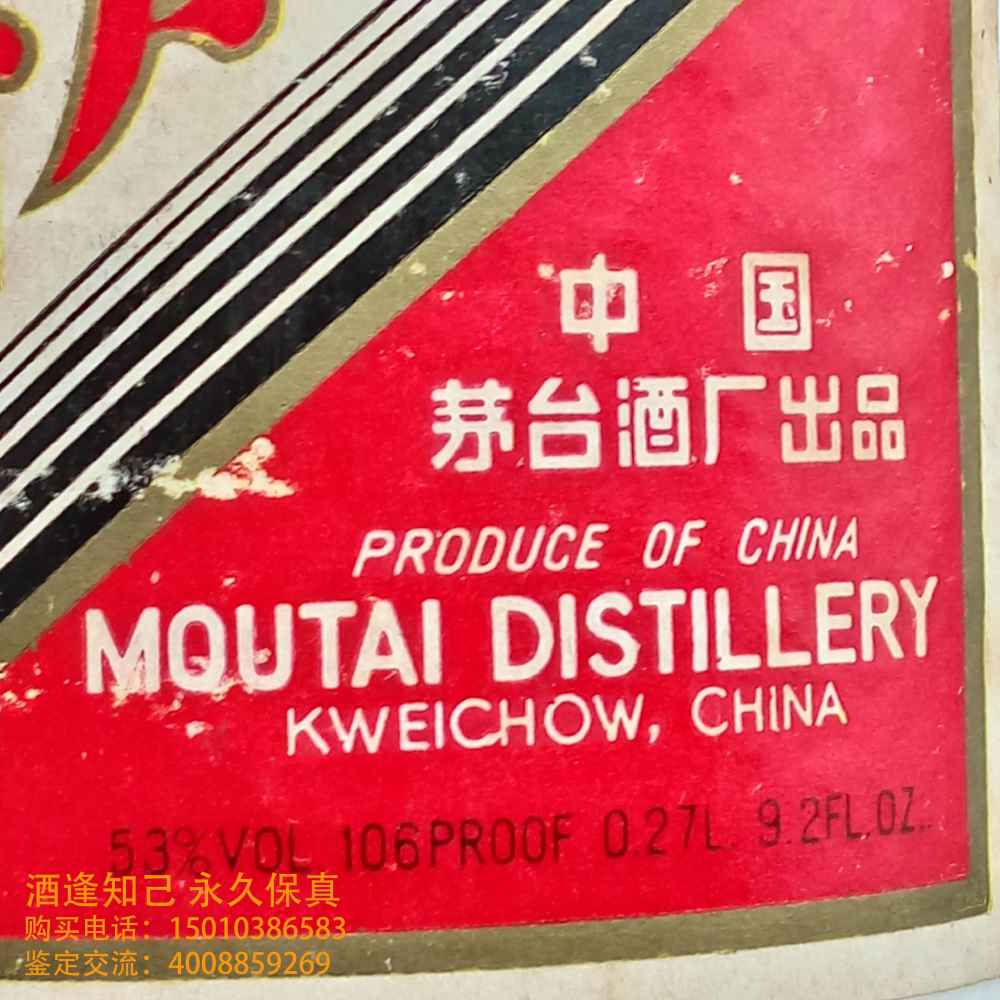 中国
茅台酒厂出品
PRODUCE OF CHINA
MOUTAI DISTILLERY
KWEICHOW, CHINA
53% VOL. 106 PROOF 0.27L. 9.2FL.OZ.
酒逢知己 永久保真
购买电话：15010386583
鉴定交流：4008859269